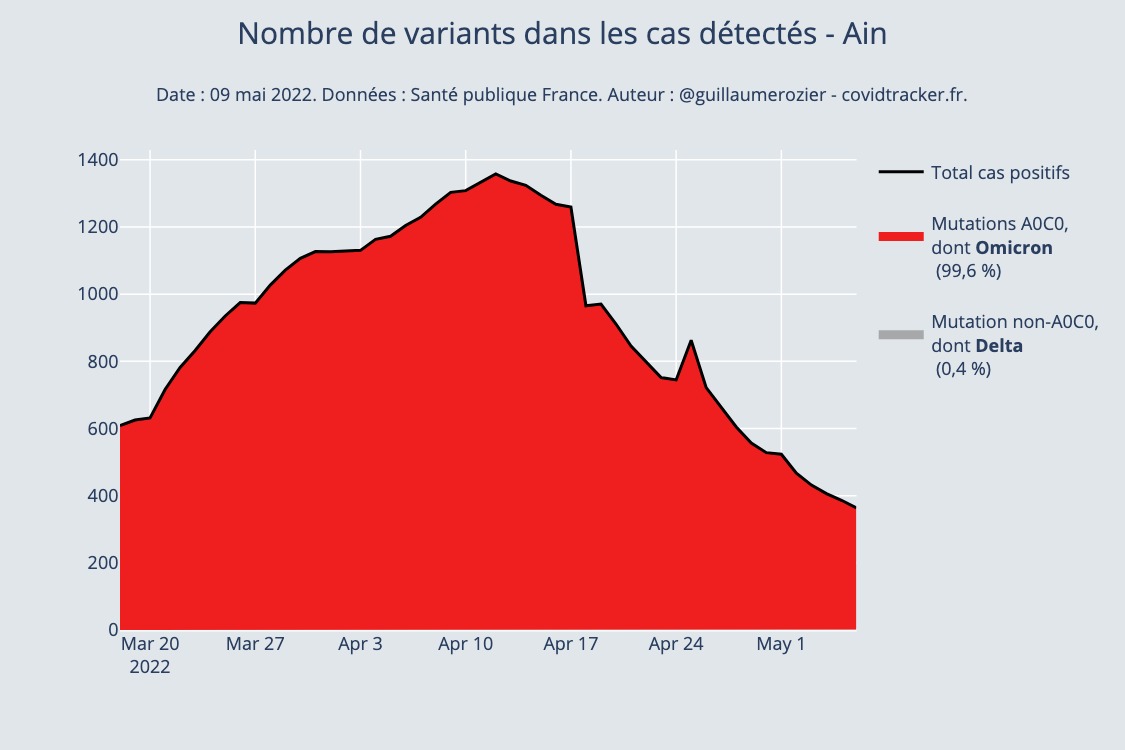 Nombre de variants dans les cas détectés - Ain
Date : 09 mai 2022. Données : Santé publique France. Auteur : @guillaumerozier - covidtracker.fr.
1400
1200
1000
800
600
400
200
0
Mar 20
2022
Mar 27
Apr 3
Apr 10
Apr 17
Apr 24
May 1
Total cas positifs
Mutations A0C0,
dont Omicron
(99,6 %)
Mutation non-A0C0,
dont Delta
(0,4 %)